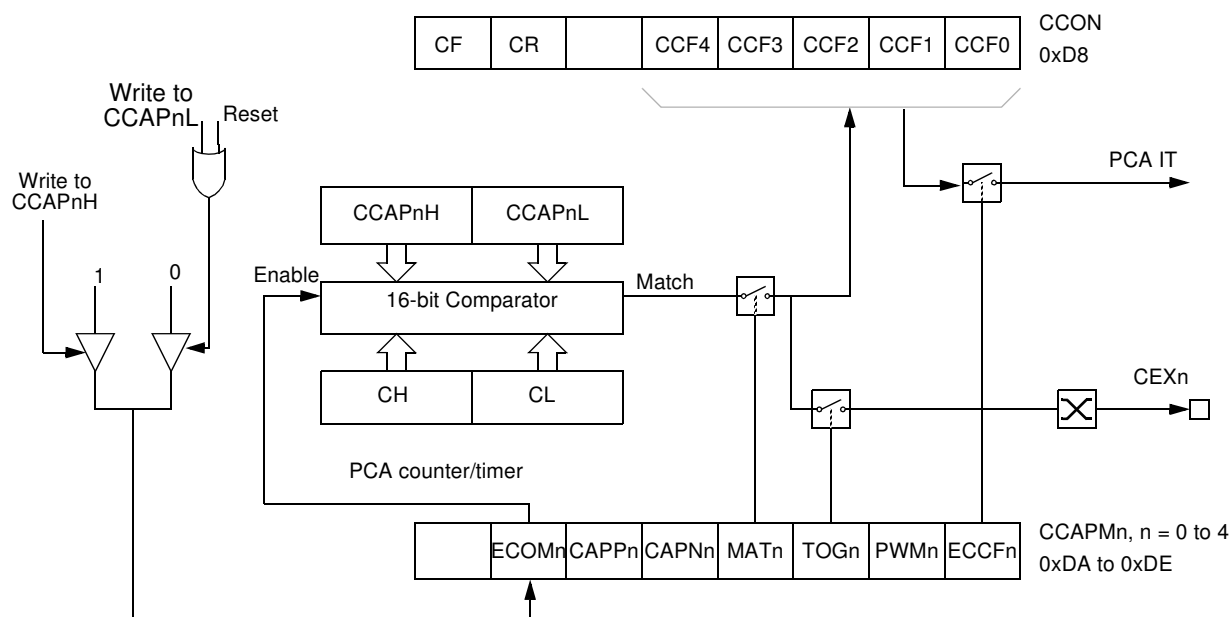 CF CR CCF4 CCF3 CCF2 CCF1 CCF0
CCON
0xD8
Write to
CCAPnL
Reset
Write to
CCAPnH
PCA IT
CCAPnH CCAPnL
1 0
Enable
16-bit Comparator
Match
CH CL
CEXn
PCA counter/timer
ECOMn CAPPn CAPNn MATn TOGn PWMn ECCFn
CCAPMn, n = 0 to 4
0xDA to 0xDE